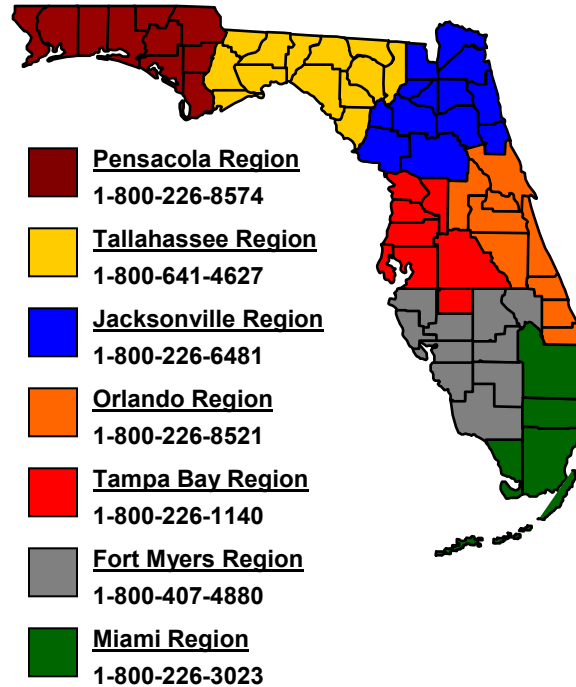 Pensacola Region
1-800-226-8574
Tallahassee Region
1-800-641-4627
Jacksonville Region
1-800-226-6481
Orlando Region
1-800-226-8521
Tampa Bay Region
1-800-226-1140
Fort Myers Region
1-800-407-4880
Miami Region
1-800-226-3023